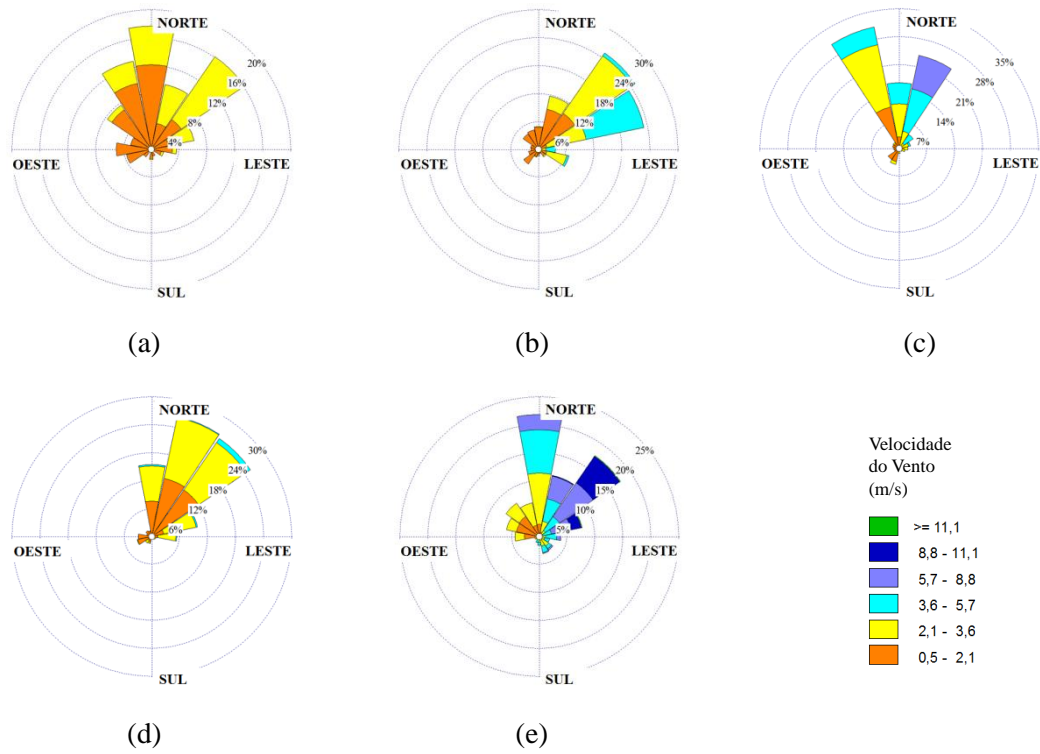 NORTE
20%
16%
12%
8%
4%
OESTE
LESTE
SUL
(a)
NORTE
30%
24%
18%
12%
6%
OESTE
LESTE
SUL
(b)
NORTE
35%
28%
21%
14%
7%
OESTE
LESTE
SUL
(c)
NORTE
30%
24%
18%
12%
6%
OESTE
LESTE
SUL
(d)
NORTE
25%
20%
15%
10%
5%
OESTE
LESTE
SUL
(e)
Velocidade
do Vento
(m/s)
>= 11,1
8,8 - 11,1
5,7 - 8,8
3,6 - 5,7
2,1 - 3,6
0,5 - 2,1